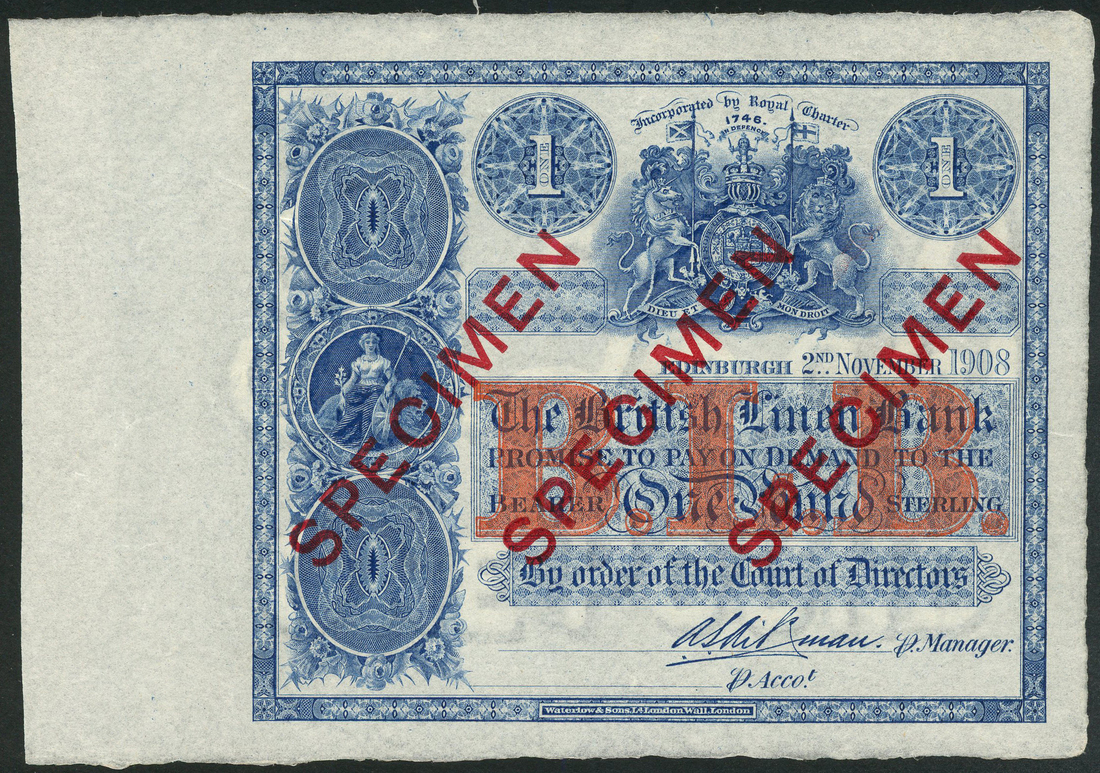 Incorporated by Royal Charter
1746.
IN DEFENCE
1 ONE
1 ONE
DIEU ET MON DROIT
EDINBURGH 2ND NOVEMBER 1908
The British Linen Bank
PROMISE TO PAY ON DEMAND TO THE
BEARER One Pound STERLING
B.L.B.
By order of the Court of Directors
P. Manager.
P. Accot.
Waterlow & Sons Ld London Wall, London
SPECIMEN
SPECIMEN
SPECIMEN